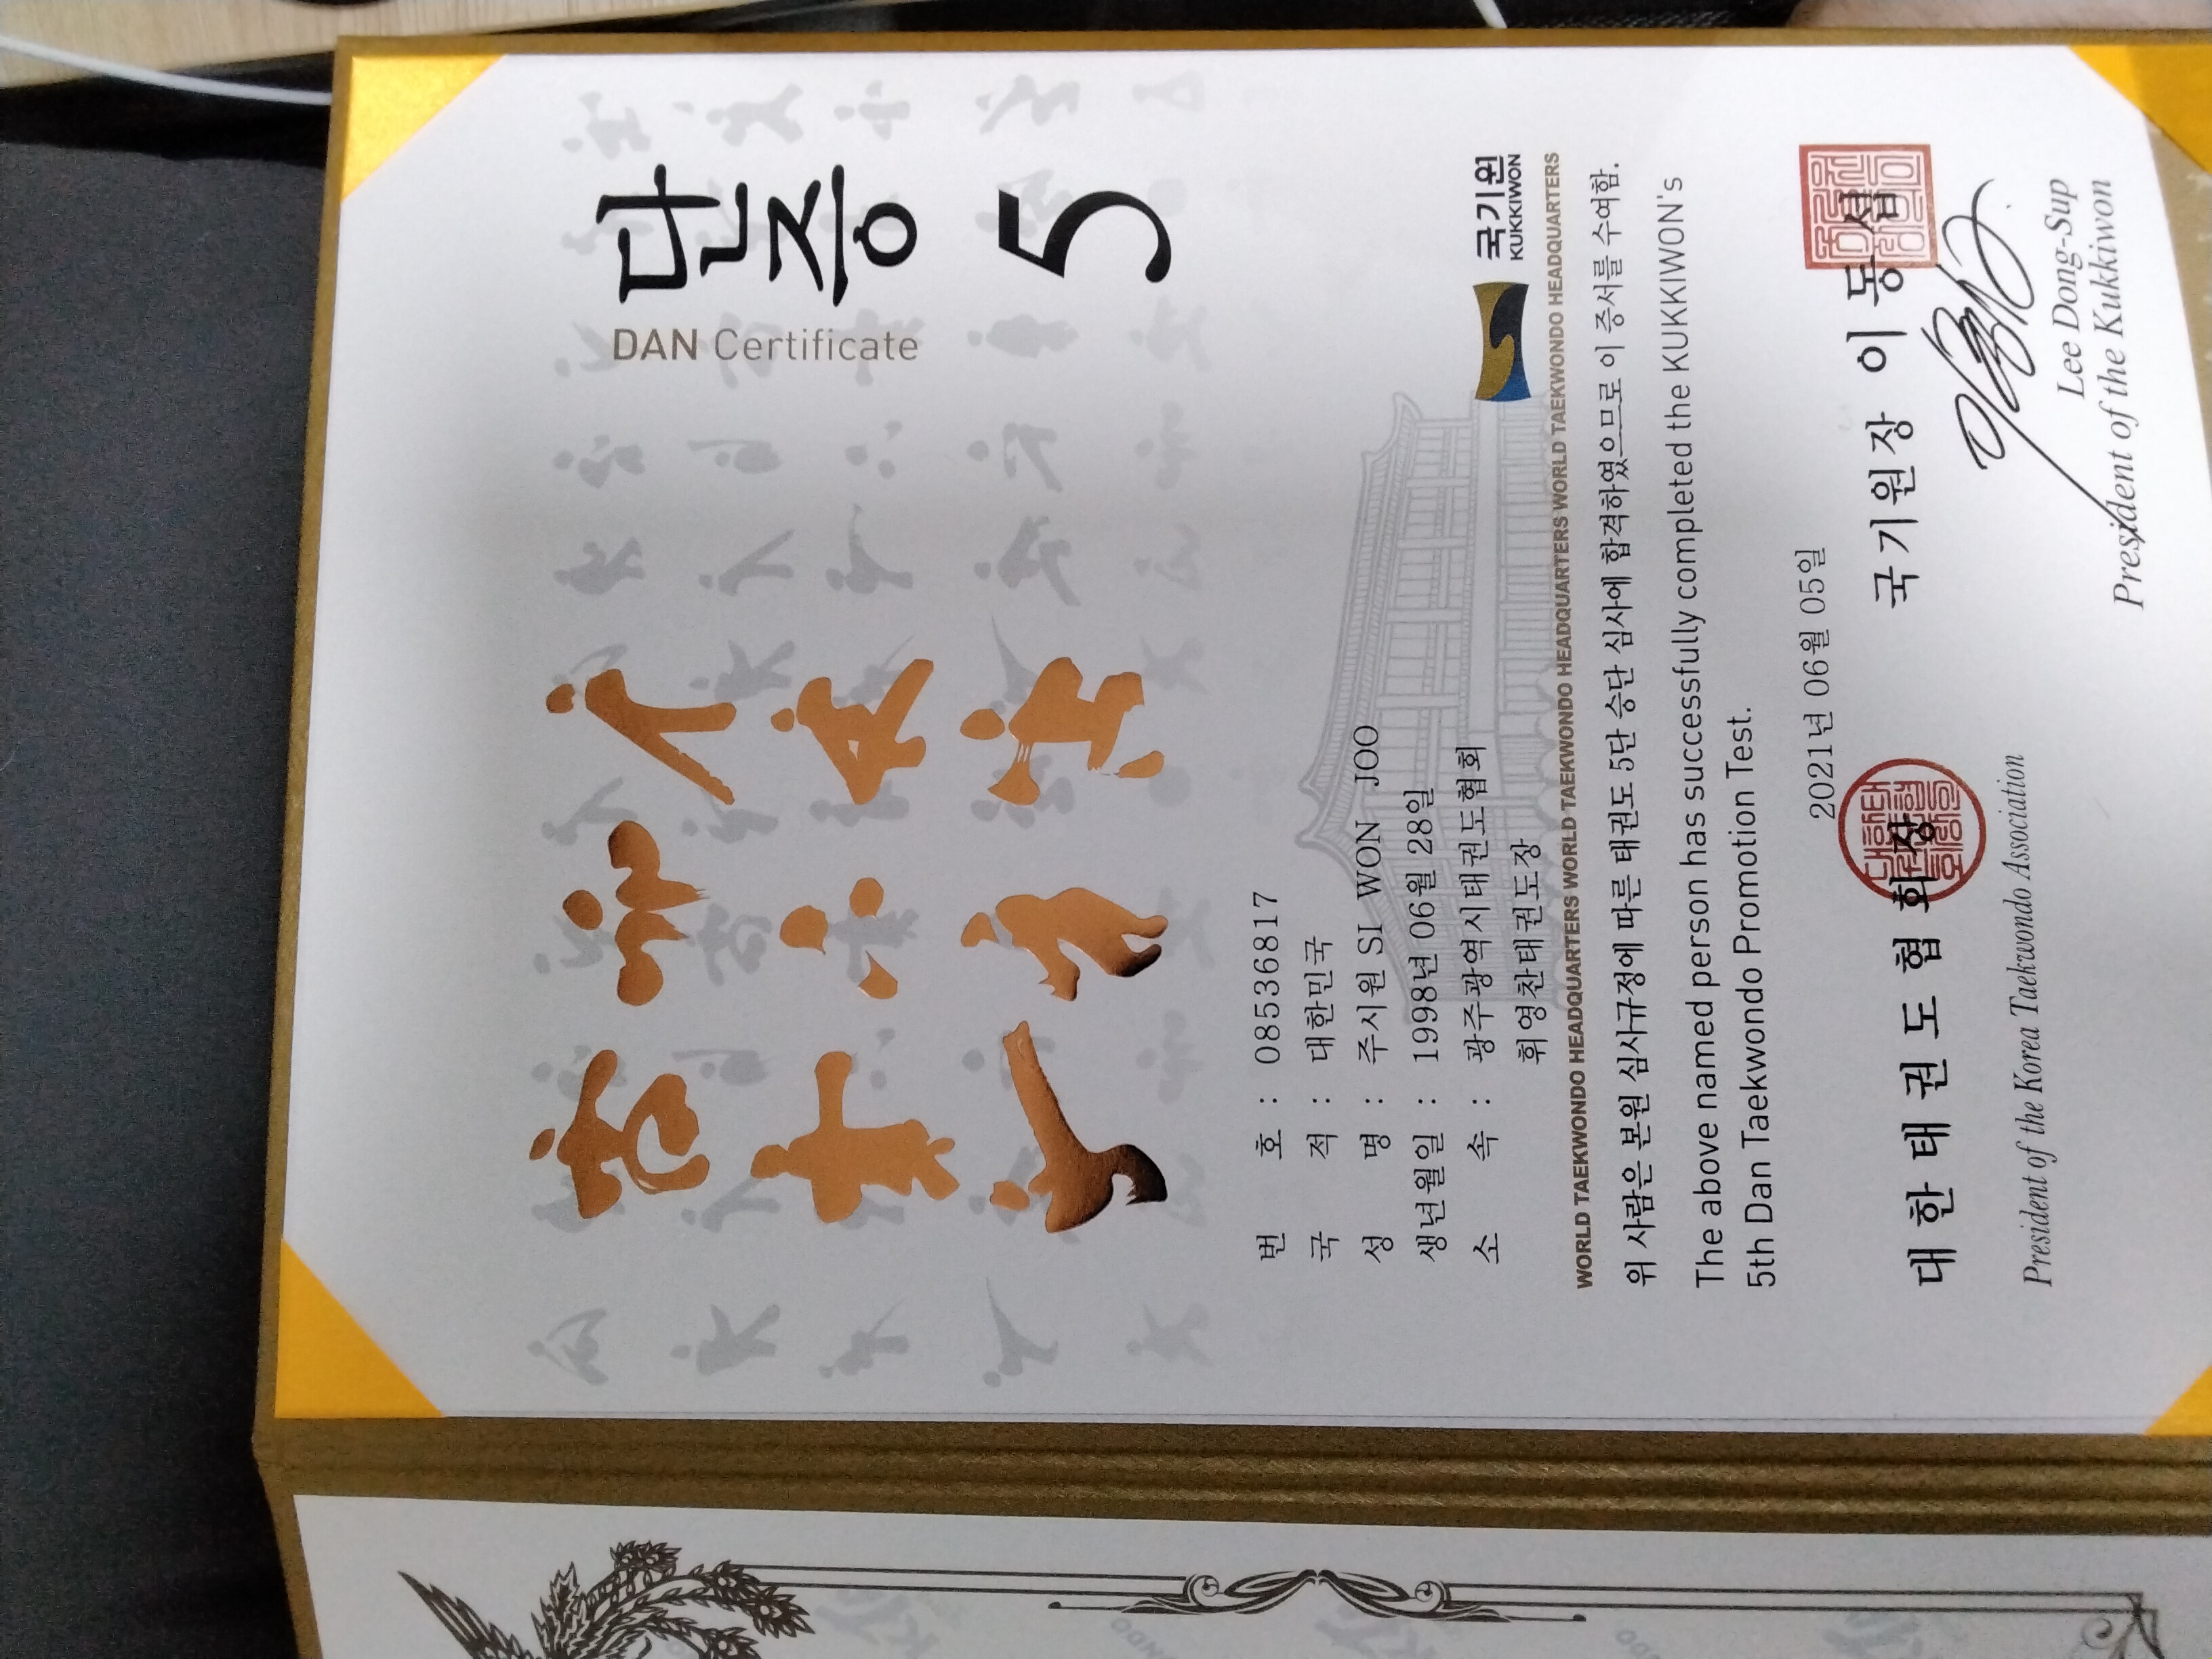 단증
DAN Certificate
5
번 호 : 08536817
국 적 : 대한민국
성 명 : 주시원 SI WON JOO
생년월일 : 1998년 06월 28일
소 속 : 광주광역시태권도협회
휘영찬태권도장
국기원
KUKKIWON
WORLD TAEKWONDO HEADQUARTERS WORLD TAEKWONDO HEADQUARTERS WORLD TAEKWONDO HEADQUARTERS WORLD TAEKWONDO HEADQUARTERS WORLD TAEKWONDO HEADQUARTERS
위 사람은 본원 심사규정에 따른 태권도 5단 승단 심사에 합격하였으므로 이 증서를 수여함.
The above named person has successfully completed the KUKKIWON's
5th Dan Taekwondo Promotion Test.
2021년 06월 05일
대한태권도협회장
President of the Korea Taekwondo Association
국기원장 이동섭
Lee Dong-Sup
President of the Kukkiwon